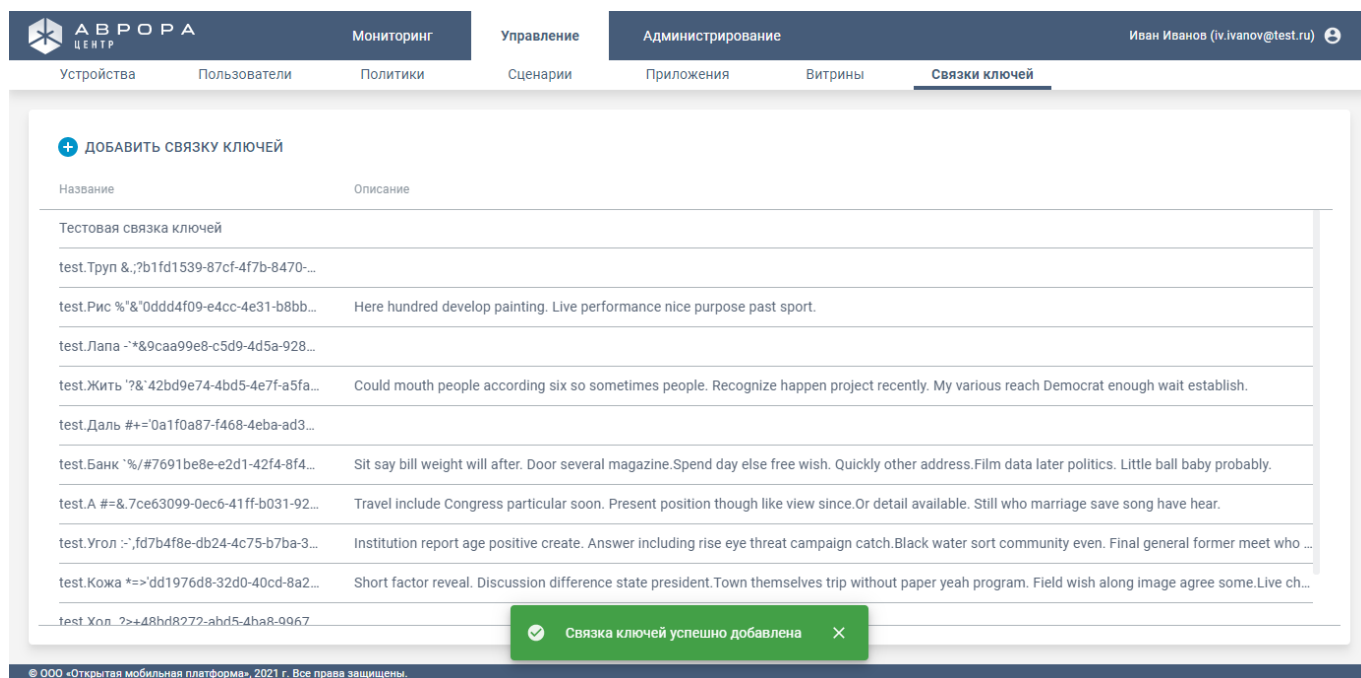 АВРОРА
ЦЕНТР
Мониторинг Управление Администрирование Иван Иванов (iv.ivanov@test.ru)
Устройства Пользователи Политики Сценарии Приложения Витрины Связки ключей
ДОБАВИТЬ СВЯЗКУ КЛЮЧЕЙ
Название Описание
Тестовая связка ключей
test.Труп &.;?b1fd1539-87cf-4f7b-8470-...
test.Рис %"&"0ddd4f09-e4cc-4e31-b8bb... Here hundred develop painting. Live performance nice purpose past sport.
test.Лапа -`*&9caa99e8-c5d9-4d5a-928...
test.Жить '?&`42bd9e74-4bd5-4e7f-a5fa... Could mouth people according six so sometimes people. Recognize happen project recently. My various reach Democrat enough wait establish.
test.Даль #+='0a1f0a87-f468-4eba-ad3...
test.Банк `%/#7691be8e-e2d1-42f4-8f4... Sit say bill weight will after. Door several magazine.Spend day else free wish. Quickly other address.Film data later politics. Little ball baby probably.
test.А #=&.7ce63099-0ec6-41ff-b031-92... Travel include Congress particular soon. Present position though like view since.Or detail available. Still who marriage save song have hear.
test.Угол :-`,fd7b4f8e-db24-4c75-b7ba-3... Institution report age positive create. Answer including rise eye threat campaign catch.Black water sort community even. Final general former meet who ...
test.Кожа *=>'dd1976d8-32d0-40cd-8a2... Short factor reveal. Discussion difference state president.Town themselves trip without paper yeah program. Field wish along image agree some.Live ch...
test.Ход ?>+48bd8272-abd5-4ba8-9967
Связка ключей успешно добавлена
© ООО «Открытая мобильная платформа», 2021 г. Все права защищены.